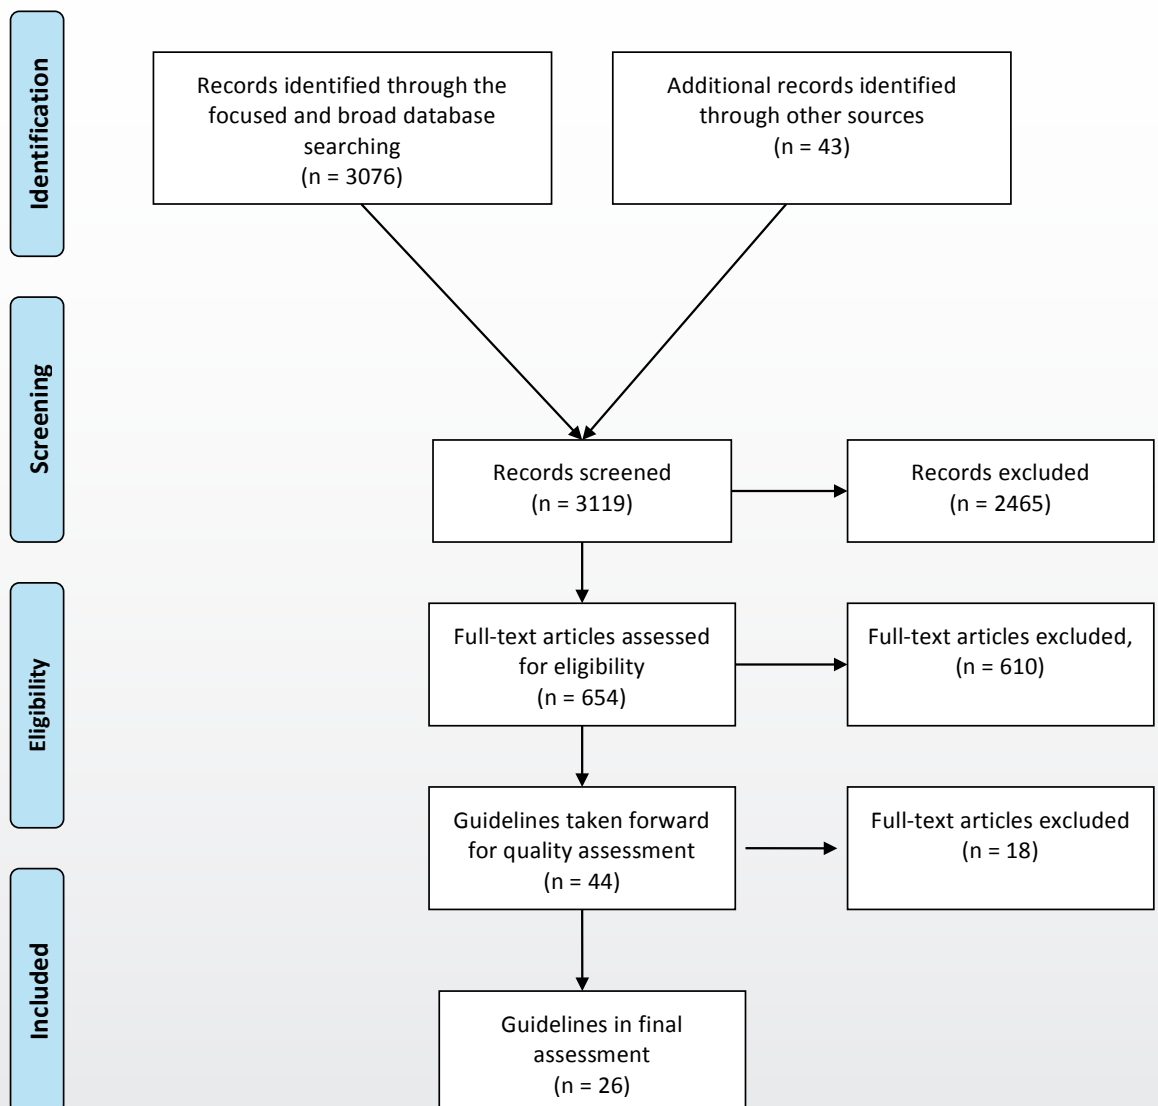 Identification
Records identified through the
focused and broad database
searching
(n = 3076)
Additional records identified
through other sources
(n = 43)
Screening
Records screened
(n = 3119)
Records excluded
(n = 2465)
Eligibility
Full-text articles assessed
for eligibility
(n = 654)
Full-text articles excluded,
(n = 610)
Guidelines taken forward
for quality assessment
(n = 44)
Full-text articles excluded
(n = 18)
Included
Guidelines in final
assessment
(n = 26)